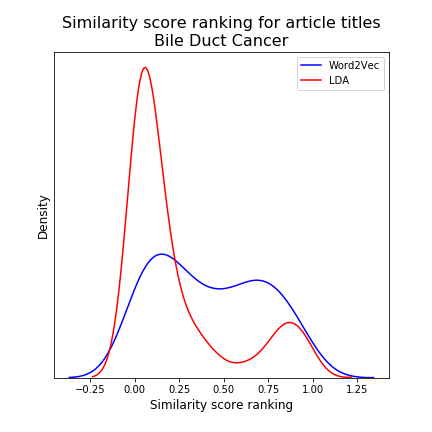 Similarity score ranking for article titles
Bile Duct Cancer
Word2Vec
LDA
Density
−0.25 0.00 0.25 0.50 0.75 1.00 1.25
Similarity score ranking